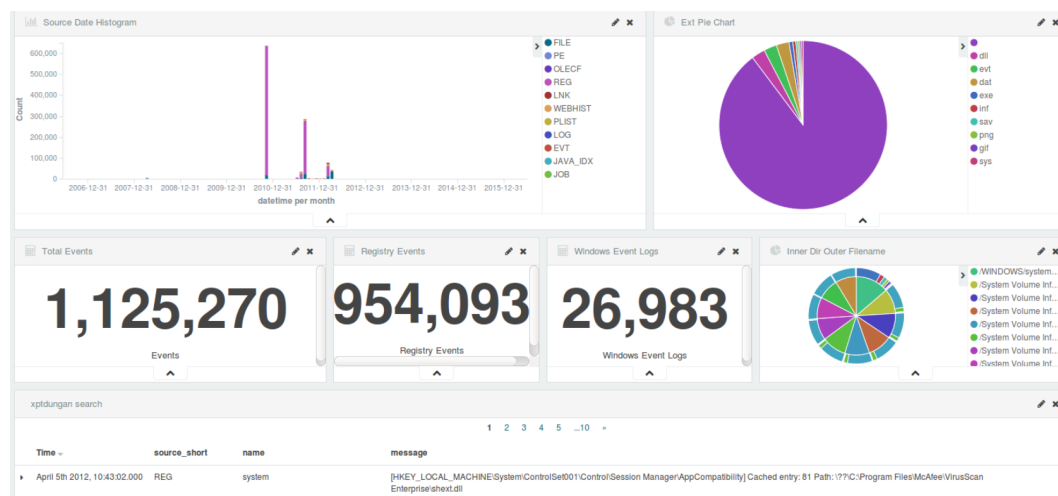 Source Date Histogram
Ext Pie Chart
600,000
500,000
400,000
300,000
200,000
100,000
0
Count
2006-12-31 2007-12-31 2008-12-31 2009-12-31 2010-12-31 2011-12-31 2012-12-31 2013-12-31 2014-12-31 2015-12-31
datetime per month
FILE
PE
OLECF
REG
LNK
WEBHIST
PLIST
LOG
EVT
JAVA_IDX
JOB
dll
evt
dat
exe
inf
sav
png
gif
sys
Total Events
1,125,270
Events
Registry Events
954,093
Registry Events
Windows Event Logs
26,983
Windows Event Logs
Inner Dir Outer Filename
/WINDOWS/system...
/System Volume Inf...
/System Volume Inf...
/System Volume Inf...
/System Volume Inf...
/System Volume Inf...
/System Volume Inf...
/System Volume Inf...
xptdungan search
1 2 3 4 5 ...10 »
Time source_short name message
April 5th 2012, 10:43:02.000 REG system [HKEY_LOCAL_MACHINE\System\ControlSet001\Control\Session Manager\AppCompatibility] Cached entry: 81 Path: \??\C:\Program Files\McAfee\VirusScan
Enterprise\shext.dll